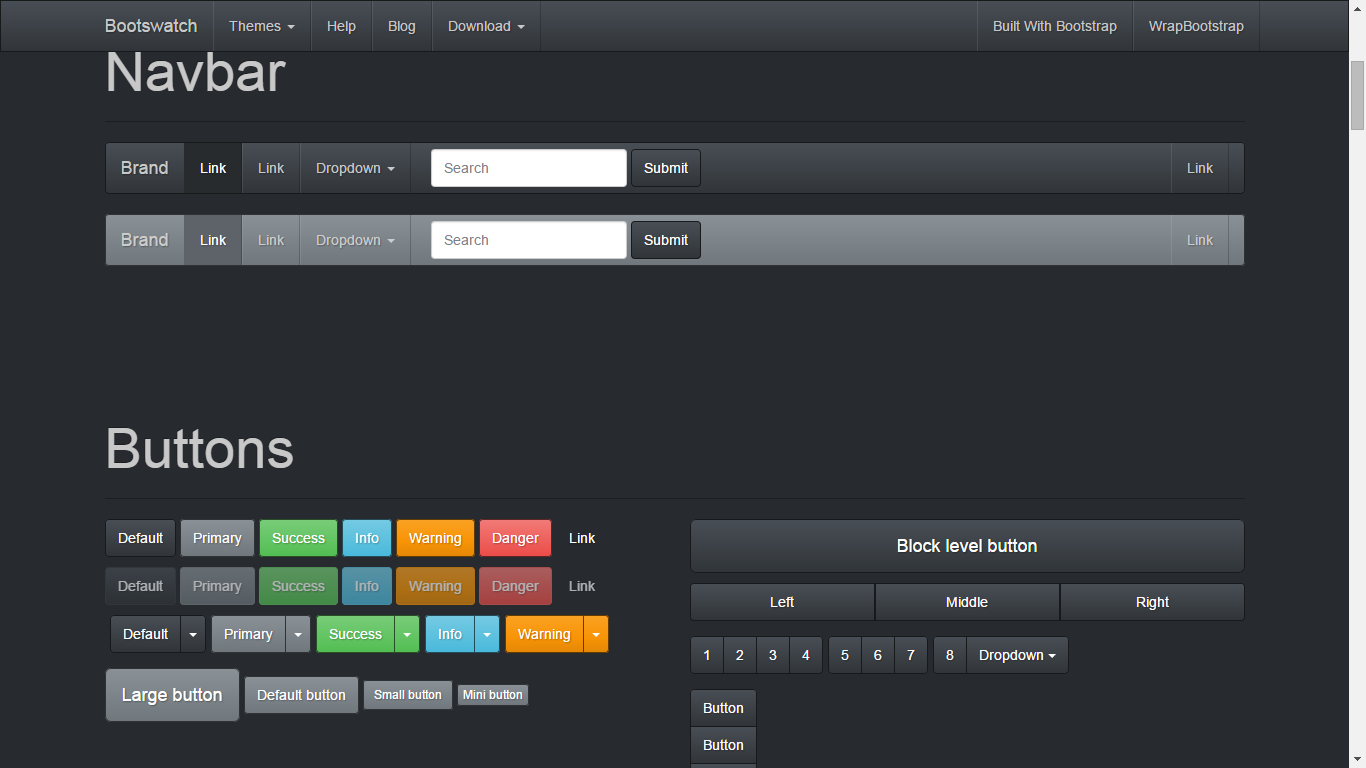 Bootswatch Themes Help Blog Download Built With Bootstrap WrapBootstrap
Navbar
Brand Link Link Dropdown Search Submit Link
Brand Link Link Dropdown Search Submit Link
Buttons
Default Primary Success Info Warning Danger Link
Default Primary Success Info Warning Danger Link
Default Primary Success Info Warning
Large button Default button Small button Mini button
Block level button
Left Middle Right
1 2 3 4 5 6 7 8 Dropdown
Button
Button